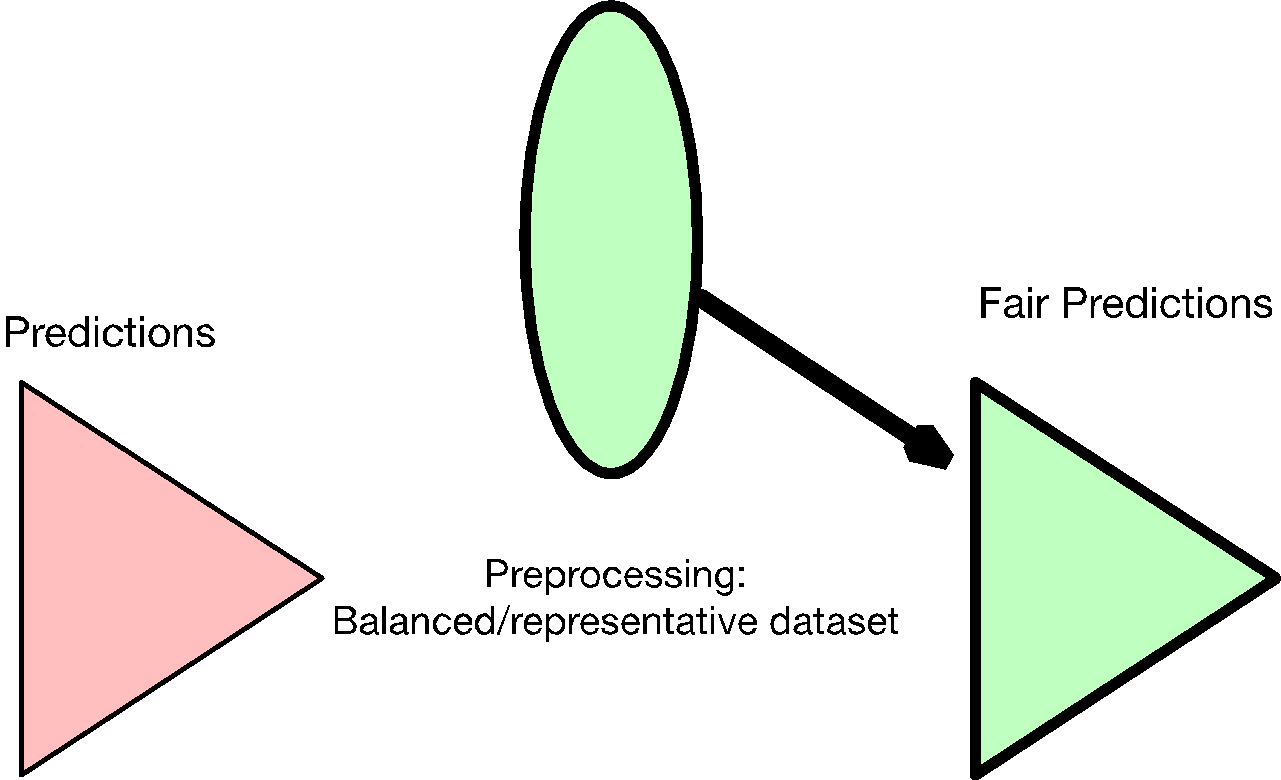 Predictions
Fair Predictions
Preprocessing:
Balanced/representative dataset